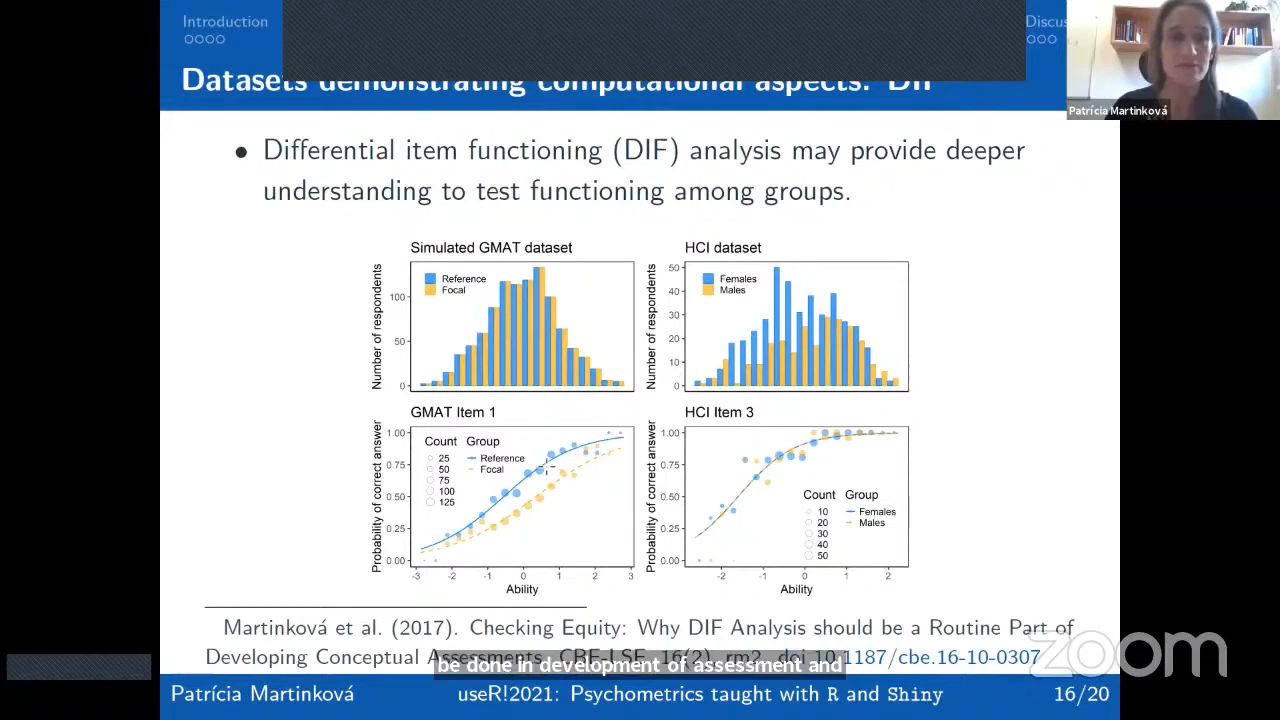 Introduction
Discus
Patrícia Martinková
Datasets demonstrating computational aspects: DIF
• Differential item functioning (DIF) analysis may provide deeper
understanding to test functioning among groups.
Simulated GMAT dataset
Number of respondents
100
50
0
Reference
Focal
HCI dataset
Number of respondents
50
40
30
20
10
0
Females
Males
GMAT Item 1
Probability of correct answer
1.00
0.75
0.50
0.25
0.00
Count
25
50
75
100
125
Group
Reference
Focal
-3 -2 -1 0 1 2 3
Ability
HCI Item 3
Probability of correct answer
1.00
0.75
0.50
0.25
0.00
Count
10
20
30
40
50
Group
Females
Males
-2 -1 0 1 2
Ability
Martinková et al. (2017). Checking Equity: Why DIF Analysis should be a Routine Part of
Developing Conceptual Assessments. CBE-LSE, 16(2), rm2. doi 10.1187/cbe.16-10-0307
be done in development of assessment and
zoom
Patrícia Martinková
useR!2021: Psychometrics taught with R and Shiny
16/20